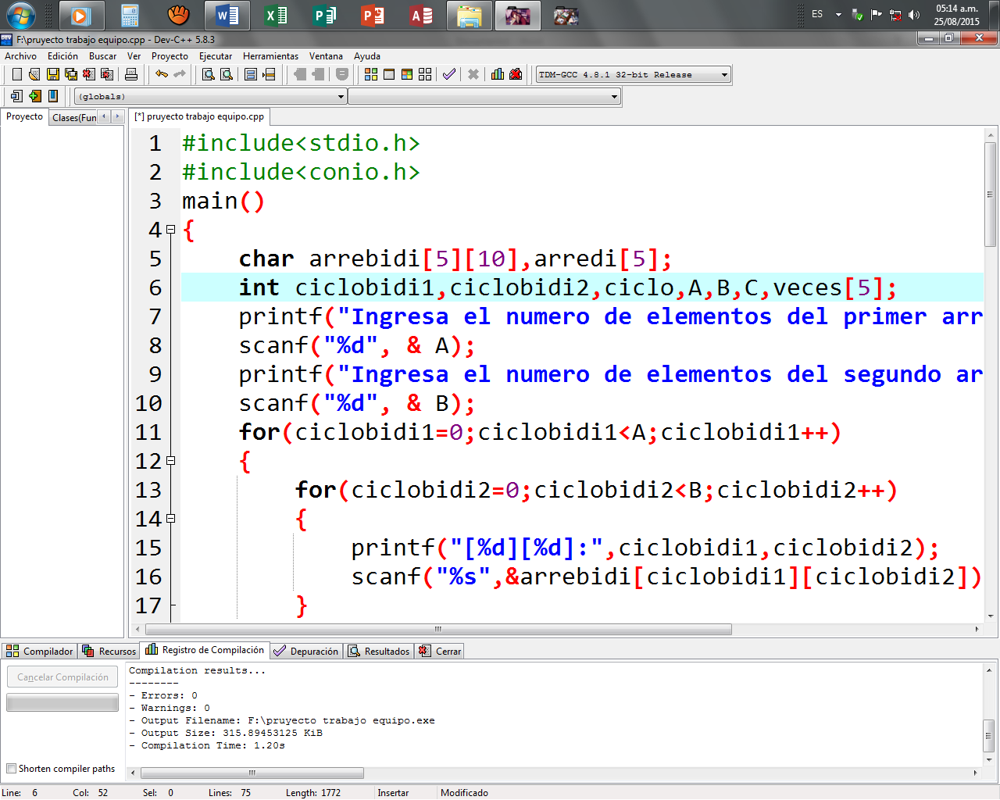 ES
05:14 a.m.
25/08/2015
F:\pruyecto trabajo equipo.cpp - Dev-C++ 5.8.3
Archivo Edición Buscar Ver Proyecto Ejecutar Herramientas Ventana Ayuda
TDM-GCC 4.8.1 32-bit Release
(globals)
Proyecto Clases(Fun
[*] pruyecto trabajo equipo.cpp
1 #include<stdio.h>
2 #include<conio.h>
3 main()
4 {
5 char arrebidi[5][10],arredi[5];
6 int ciclobidi1,ciclobidi2,ciclo,A,B,C,veces[5];
7 printf("Ingresa el numero de elementos del primer arr
8 scanf("%d", & A);
9 printf("Ingresa el numero de elementos del segundo ar
10 scanf("%d", & B);
11 for(ciclobidi1=0;ciclobidi1<A;ciclobidi1++)
12 {
13 for(ciclobidi2=0;ciclobidi2<B;ciclobidi2++)
14 {
15 printf("[%d][%d]:",ciclobidi1,ciclobidi2);
16 scanf("%s",&arrebidi[ciclobidi1][ciclobidi2])
17 }
Compilador Recursos Registro de Compilación Depuración Resultados Cerrar
Cancelar Compilación
Compilation results...
--------
- Errors: 0
- Warnings: 0
- Output Filename: F:\pruyecto trabajo equipo.exe
- Output Size: 315.89453125 KiB
- Compilation Time: 1.20s
Shorten compiler paths
Line: 6 Col: 52 Sel: 0 Lines: 75 Length: 1772 Insertar Modificado